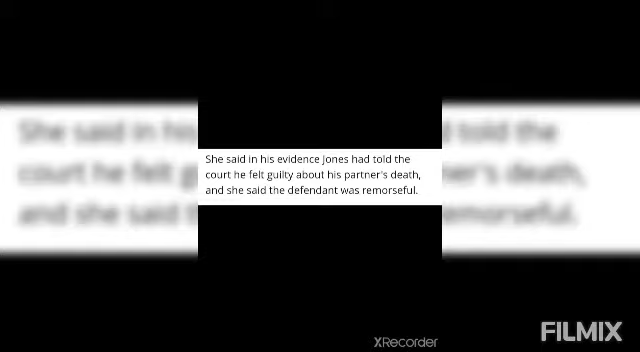 She said in his evidence Jones had told the
court he felt guilty about his partner's death,
and she said the defendant was remorseful.
XRecorder
FILMIX